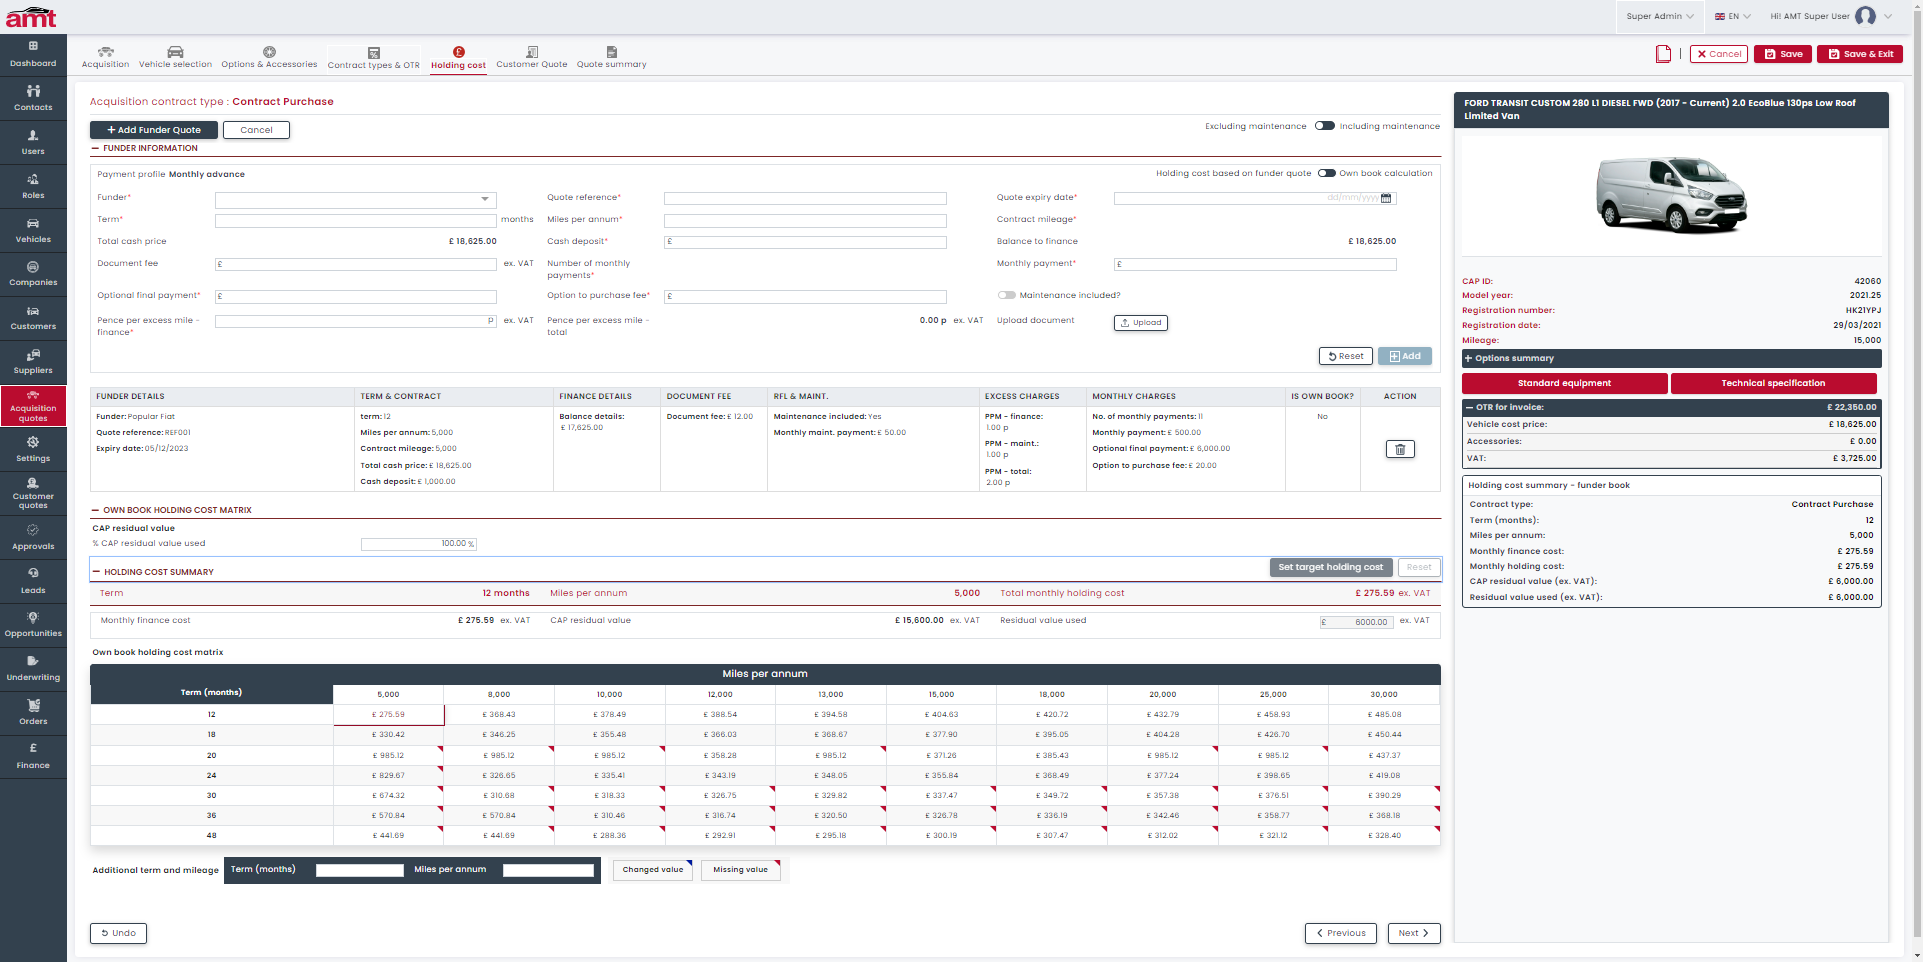 amt
Super Admin
EN
Hi! AMT Super User
Dashboard
Contacts
Users
Roles
Vehicles
Companies
Customers
Suppliers
Acquisition quotes
Settings
Customer quotes
Approvals
Leads
Opportunities
Underwriting
Orders
Finance
Acquisition
Vehicle selection
Options & Accessories
Contract types & OTR
Holding cost
Customer Quote
Quote summary
Cancel
Save
Save & Exit
Acquisition contract type : Contract Purchase
+ Add Funder Quote
Cancel
Excluding maintenance
Including maintenance
FUNDER INFORMATION
Payment profile Monthly advance
Holding cost based on funder quote
Own book calculation
Funder*
Quote reference*
Quote expiry date*
dd/mm/yyyy
Term*
months
Miles per annum*
Contract mileage*
Total cash price
£ 18,625.00
Cash deposit*
£
Balance to finance
£ 18,625.00
Document fee
£
ex. VAT
Number of monthly payments*
Monthly payment*
£
Optional final payment*
£
Option to purchase fee*
£
Maintenance included?
Pence per excess mile - finance*
p
ex. VAT
Pence per excess mile - total
0.00 p ex. VAT
Upload document
Upload
Reset
Add
FUNDER DETAILS
TERM & CONTRACT
FINANCE DETAILS
DOCUMENT FEE
RFL & MAINT.
EXCESS CHARGES
MONTHLY CHARGES
IS OWN BOOK?
ACTION
Funder: Popular Fiat
Quote reference: REF001
Expiry date: 05/12/2023
term: 12
Miles per annum: 5,000
Contract mileage: 5,000
Total cash price: £ 18,625.00
Cash deposit: £ 1,000.00
Balance details:
£ 17,625.00
Document fee: £ 12.00
Maintenance included: Yes
Monthly maint. payment: £ 50.00
PPM - finance:
1.00 p
PPM - maint.:
1.00 p
PPM - total:
2.00 p
No. of monthly payments: 11
Monthly payment: £ 500.00
Optional final payment: £ 6,000.00
Option to purchase fee: £ 20.00
No
OWN BOOK HOLDING COST MATRIX
CAP residual value
% CAP residual value used
100.00 %
HOLDING COST SUMMARY
Set target holding cost
Reset
Term
12 months
Miles per annum
5,000
Total monthly holding cost
£ 275.59 ex. VAT
Monthly finance cost
£ 275.59 ex. VAT
CAP residual value
£ 15,600.00 ex. VAT
Residual value used
£ 6000.00 ex. VAT
Own book holding cost matrix
Miles per annum
Term (months) 5,000 8,000 10,000 12,000 13,000 15,000 18,000 20,000 25,000 30,000
12 £ 275.59 £ 368.43 £ 378.49 £ 388.54 £ 394.58 £ 404.63 £ 420.72 £ 432.79 £ 458.93 £ 485.08
18 £ 330.42 £ 346.25 £ 355.48 £ 366.03 £ 368.67 £ 377.90 £ 395.05 £ 404.28 £ 426.70 £ 450.44
20 £ 985.12 £ 985.12 £ 985.12 £ 358.28 £ 985.12 £ 371.26 £ 385.43 £ 985.12 £ 985.12 £ 437.37
24 £ 829.67 £ 326.65 £ 335.41 £ 343.19 £ 348.05 £ 355.84 £ 368.49 £ 377.24 £ 398.65 £ 419.08
30 £ 674.32 £ 310.68 £ 318.33 £ 326.75 £ 329.82 £ 337.47 £ 349.72 £ 357.38 £ 376.51 £ 390.29
36 £ 570.84 £ 570.84 £ 310.46 £ 316.74 £ 320.50 £ 326.78 £ 336.19 £ 342.46 £ 358.77 £ 368.18
48 £ 441.69 £ 441.69 £ 288.36 £ 292.91 £ 295.18 £ 300.19 £ 307.47 £ 312.02 £ 321.12 £ 328.40
Additional term and mileage
Term (months)
Miles per annum
Changed value
Missing value
Undo
Previous
Next
FORD TRANSIT CUSTOM 280 L1 DIESEL FWD (2017 - Current) 2.0 EcoBlue 130ps Low Roof
Limited Van
CAP ID: 42060
Model year: 2021.25
Registration number: HK21YPJ
Registration date: 29/03/2021
Mileage: 15,000
+ Options summary
Standard equipment
Technical specification
OTR for invoice: £ 22,350.00
Vehicle cost price: £ 18,625.00
Accessories: £ 0.00
VAT: £ 3,725.00
Holding cost summary - funder book
Contract type: Contract Purchase
Term (months): 12
Miles per annum: 5,000
Monthly finance cost: £ 275.59
Monthly holding cost: £ 275.59
CAP residual value (ex. VAT): £ 6,000.00
Residual value used (ex. VAT): £ 6,000.00